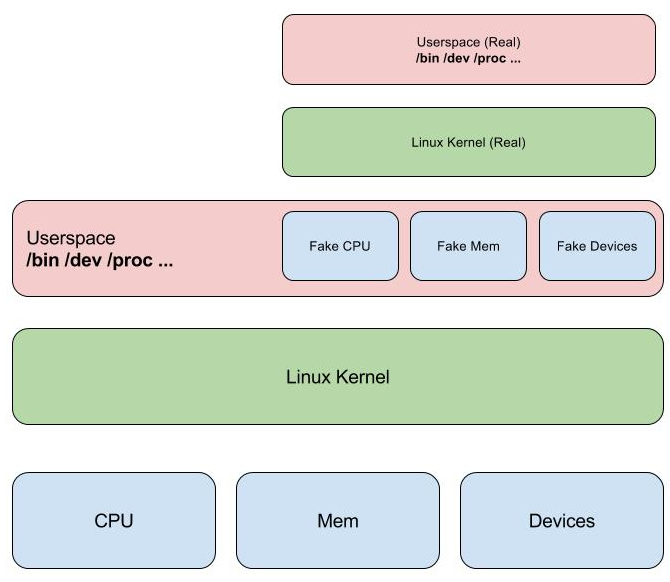 Userspace (Real)
/bin /dev /proc ...
Linux Kernel (Real)
Userspace
/bin /dev /proc ...
Fake CPU
Fake Mem
Fake Devices
Linux Kernel
CPU
Mem
Devices